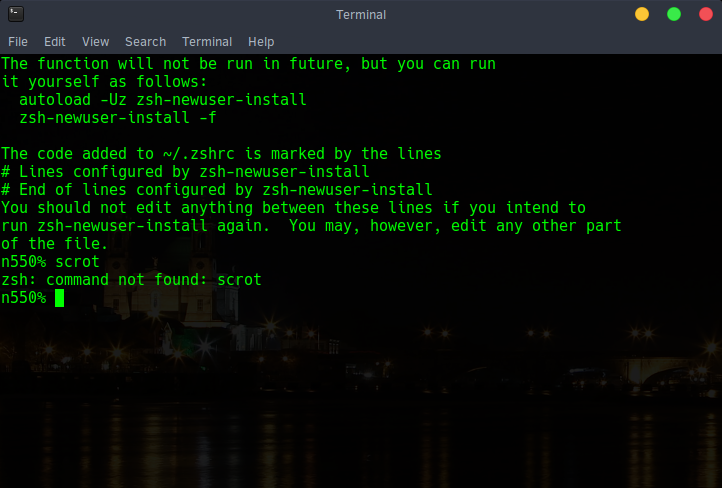 Terminal
File Edit View Search Terminal Help
The function will not be run in future, but you can run
it yourself as follows:
  autoload -Uz zsh-newuser-install
  zsh-newuser-install -f

The code added to ~/.zshrc is marked by the lines
# Lines configured by zsh-newuser-install
# End of lines configured by zsh-newuser-install
You should not edit anything between these lines if you intend to
run zsh-newuser-install again.  You may, however, edit any other part
of the file.
n550% scrot
zsh: command not found: scrot
n550%